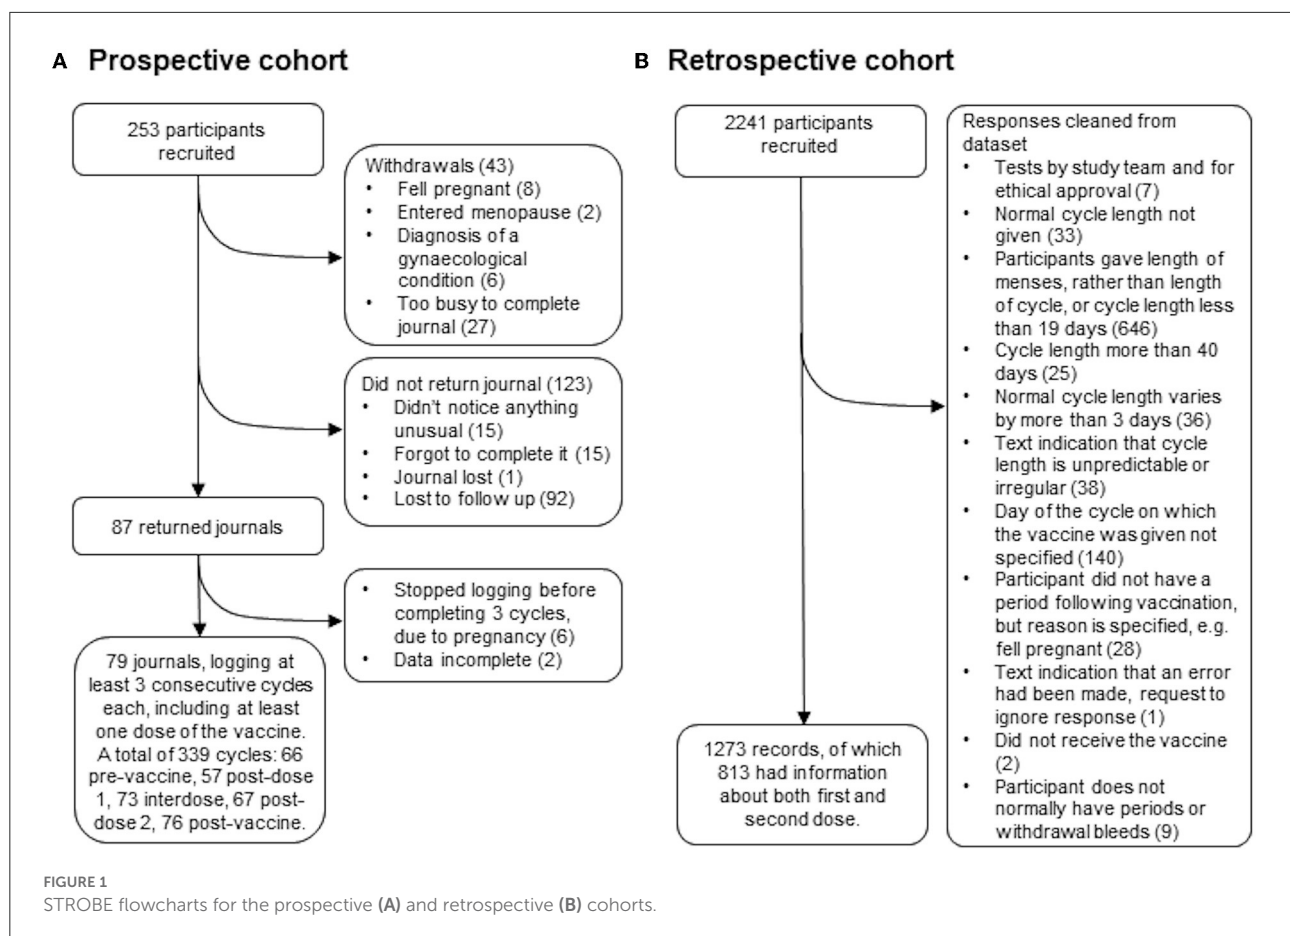 A Prospective cohort
253 participants
recruited
Withdrawals (43)
• Fell pregnant (8)
• Entered menopause (2)
• Diagnosis of a
gynaecological
condition (6)
• Too busy to complete
journal (27)
Did not return journal (123)
• Didn't notice anything
unusual (15)
• Forgot to complete it (15)
• Journal lost (1)
• Lost to follow up (92)
87 returned journals
• Stopped logging before
completing 3 cycles,
due to pregnancy (6)
• Data incomplete (2)
79 journals, logging at
least 3 consecutive cycles
each, including at least
one dose of the vaccine.
A total of 339 cycles: 66
pre-vaccine, 57 post-dose
1, 73 interdose, 67 post-
dose 2, 76 post-vaccine.
B Retrospective cohort
2241 participants
recruited
Responses cleaned from
dataset
• Tests by study team and for
ethical approval (7)
• Normal cycle length not
given (33)
• Participants gave length of
menses, rather than length
of cycle, or cycle length less
than 19 days (646)
• Cycle length more than 40
days (25)
• Normal cycle length varies
by more than 3 days (36)
• Text indication that cycle
length is unpredictable or
irregular (38)
• Day of the cycle on which
the vaccine was given not
specified (140)
• Participant did not have a
period following vaccination,
but reason is specified, e.g.
fell pregnant (28)
• Text indication that an error
had been made, request to
ignore response (1)
• Did not receive the vaccine
(2)
• Participant does not
normally have periods or
withdrawal bleeds (9)
1273 records, of which
813 had information
about both first and
second dose.
FIGURE 1
STROBE flowcharts for the prospective (A) and retrospective (B) cohorts.